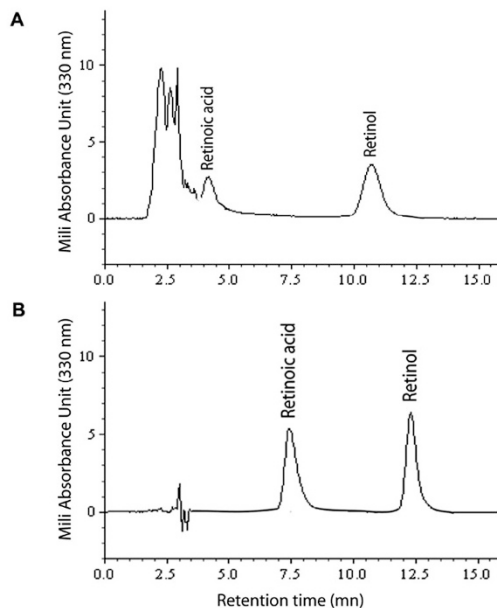 A
Mili Absorbance Unit (330 nm)
10
5
0
Retinoic acid
Retinol
0.0 2.5 5.0 7.5 10.0 12.5 15.0
B
Mili Absorbance Unit (330 nm)
10
5
0
Retinoic acid
Retinol
0.0 2.5 5.0 7.5 10.0 12.5 15.0
Retention time (mn)